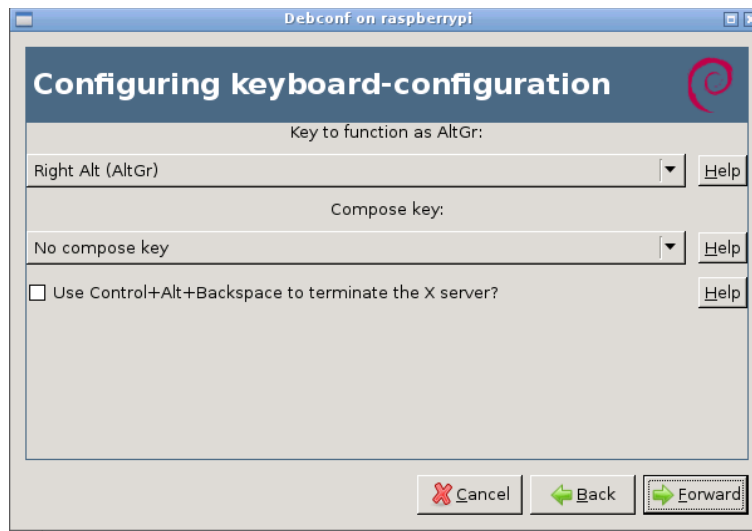 Debconf on raspberrypi
Configuring keyboard-configuration
Key to function as AltGr:
Right Alt (AltGr)
Help
Compose key:
No compose key
Help
Use Control+Alt+Backspace to terminate the X server?
Help
Cancel
Back
Forward